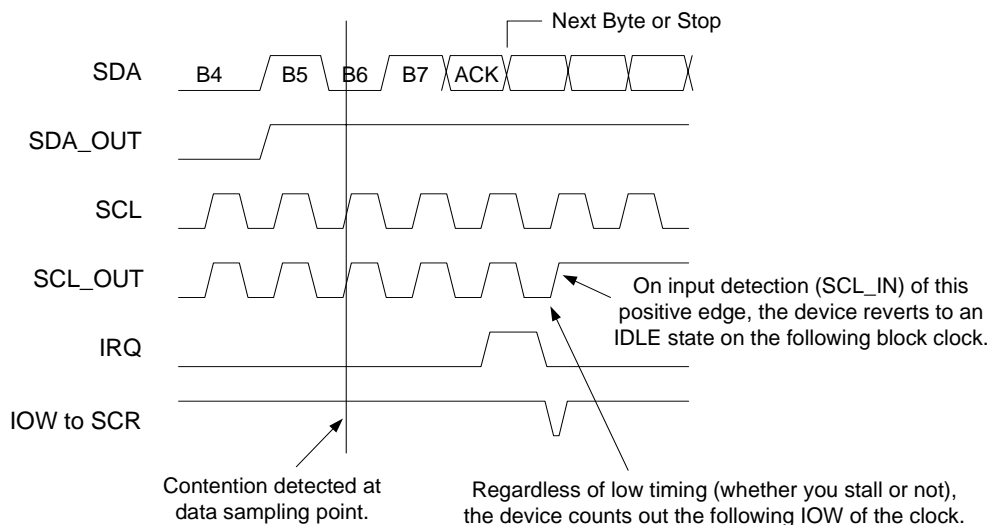 Next Byte or Stop
SDA
B4 B5 B6 B7 ACK
SDA_OUT
SCL
SCL_OUT
On input detection (SCL_IN) of this
positive edge, the device reverts to an
IDLE state on the following block clock.
IRQ
IOW to SCR
Contention detected at
data sampling point.
Regardless of low timing (whether you stall or not),
the device counts out the following IOW of the clock.